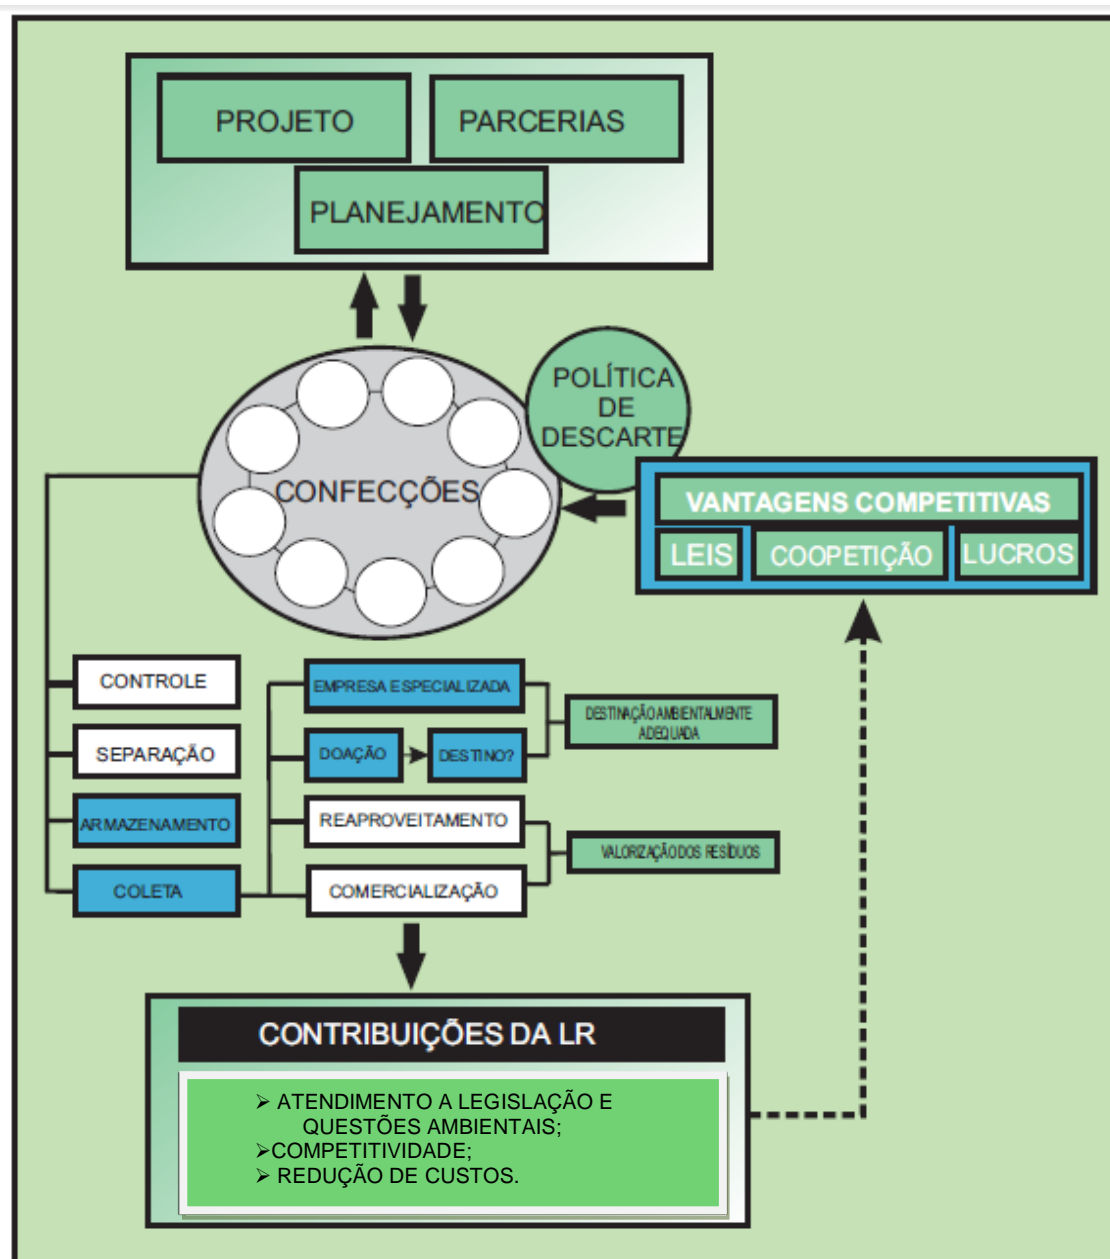 PROJETO
PARCERIAS
PLANEJAMENTO
POLÍTICA
DE
DESCARTE
CONFECÇÕES
VANTAGENS COMPETITIVAS
LEIS
COOPETIÇÃO
LUCROS
CONTROLE
SEPARAÇÃO
ARMAZENAMENTO
COLETA
EMPRESA ESPECIALIZADA
DOAÇÃO
DESTINO?
REAPROVEITAMENTO
COMERCIALIZAÇÃO
DESTINAÇÃO AMBIENTALMENTE
ADEQUADA
VALORIZAÇÃO DOS RESÍDUOS
CONTRIBUIÇÕES DA LR
➢ ATENDIMENTO A LEGISLAÇÃO E
QUESTÕES AMBIENTAIS;
➢COMPETITIVIDADE;
➢ REDUÇÃO DE CUSTOS.